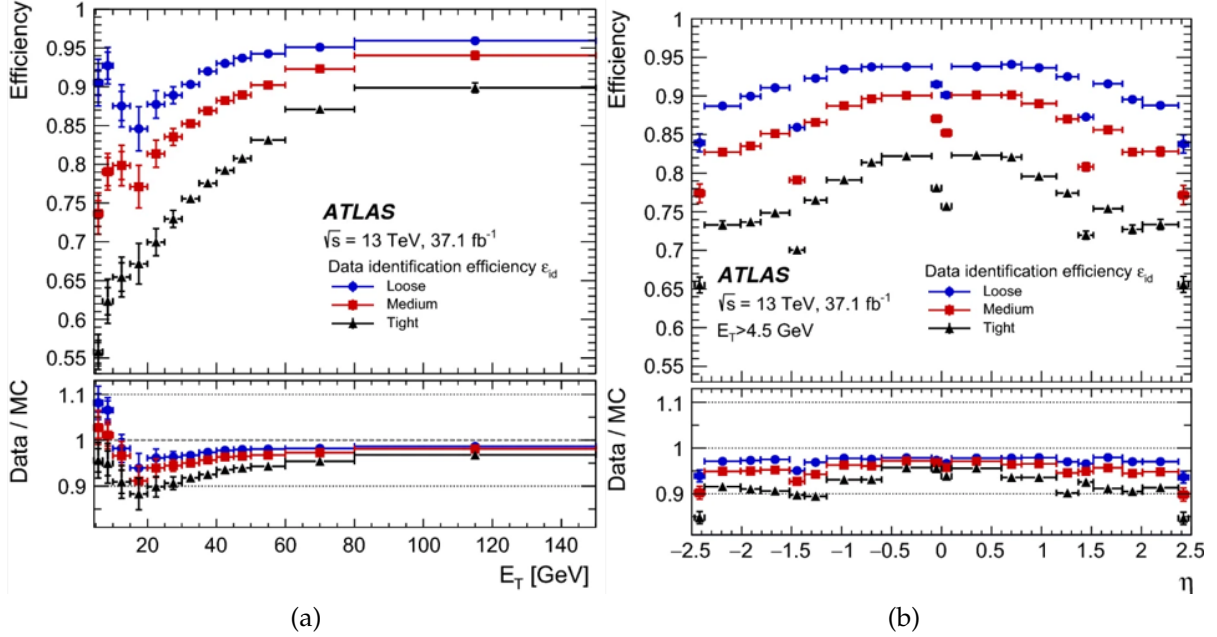 Efficiency
1
0.95
0.9
0.85
0.8
0.75
0.7
0.65
0.6
0.55
ATLAS
√s = 13 TeV, 37.1 fb⁻¹
Data identification efficiency ε_id
Loose
Medium
Tight
Data / MC
1.1
1
0.9
20 40 60 80 100 120 140
E_T [GeV]
(a)
Efficiency
1
0.95
0.9
0.85
0.8
0.75
0.7
0.65
0.6
ATLAS
√s = 13 TeV, 37.1 fb⁻¹
E_T>4.5 GeV
Data identification efficiency ε_id
Loose
Medium
Tight
Data / MC
1.1
1
0.9
−2.5 −2 −1.5 −1 −0.5 0 0.5 1 1.5 2 2.5
η
(b)